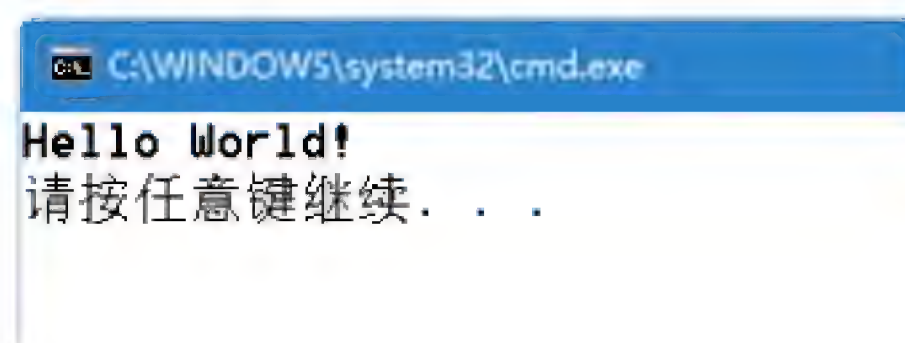 C:\WINDOWS\system32\cmd.exe
Hello World!
请按任意键继续. . .